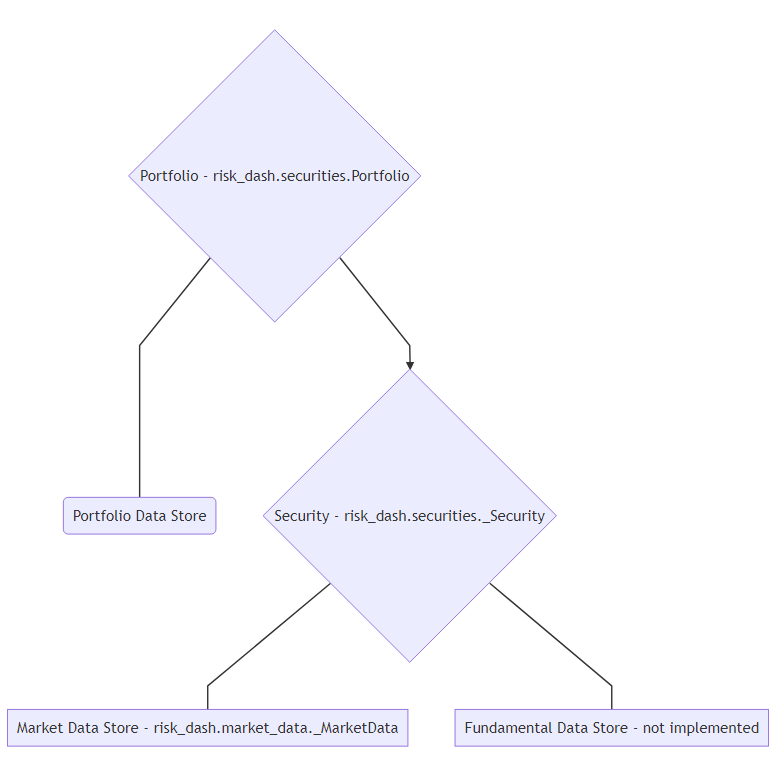 Portfolio - risk_dash.securities.Portfolio
Portfolio Data Store
Security - risk_dash.securities._Security
Market Data Store - risk_dash.market_data._MarketData
Fundamental Data Store - not implemented